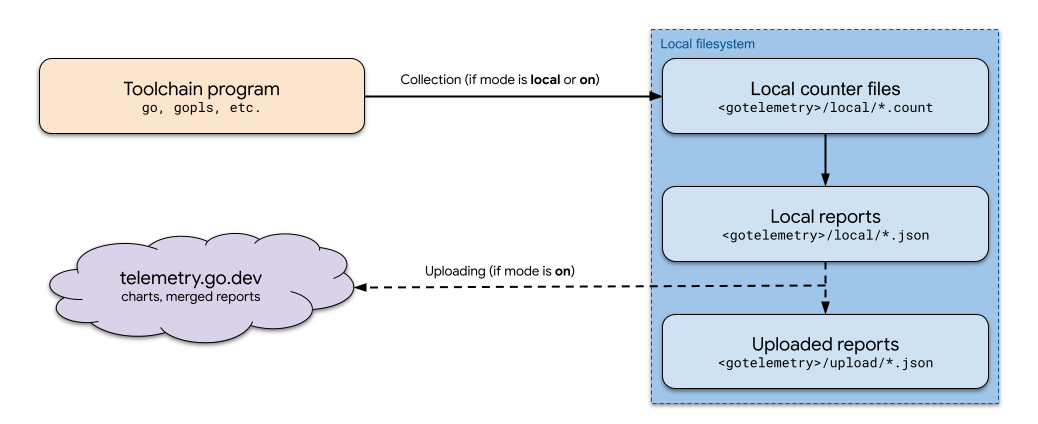 Local filesystem
Toolchain program
go, gopls, etc.
Collection (if mode is local or on)
Local counter files
<gotelemetry>/local/*.count
Local reports
<gotelemetry>/local/*.json
telemetry.go.dev
charts, merged reports
Uploading (if mode is on)
Uploaded reports
<gotelemetry>/upload/*.json